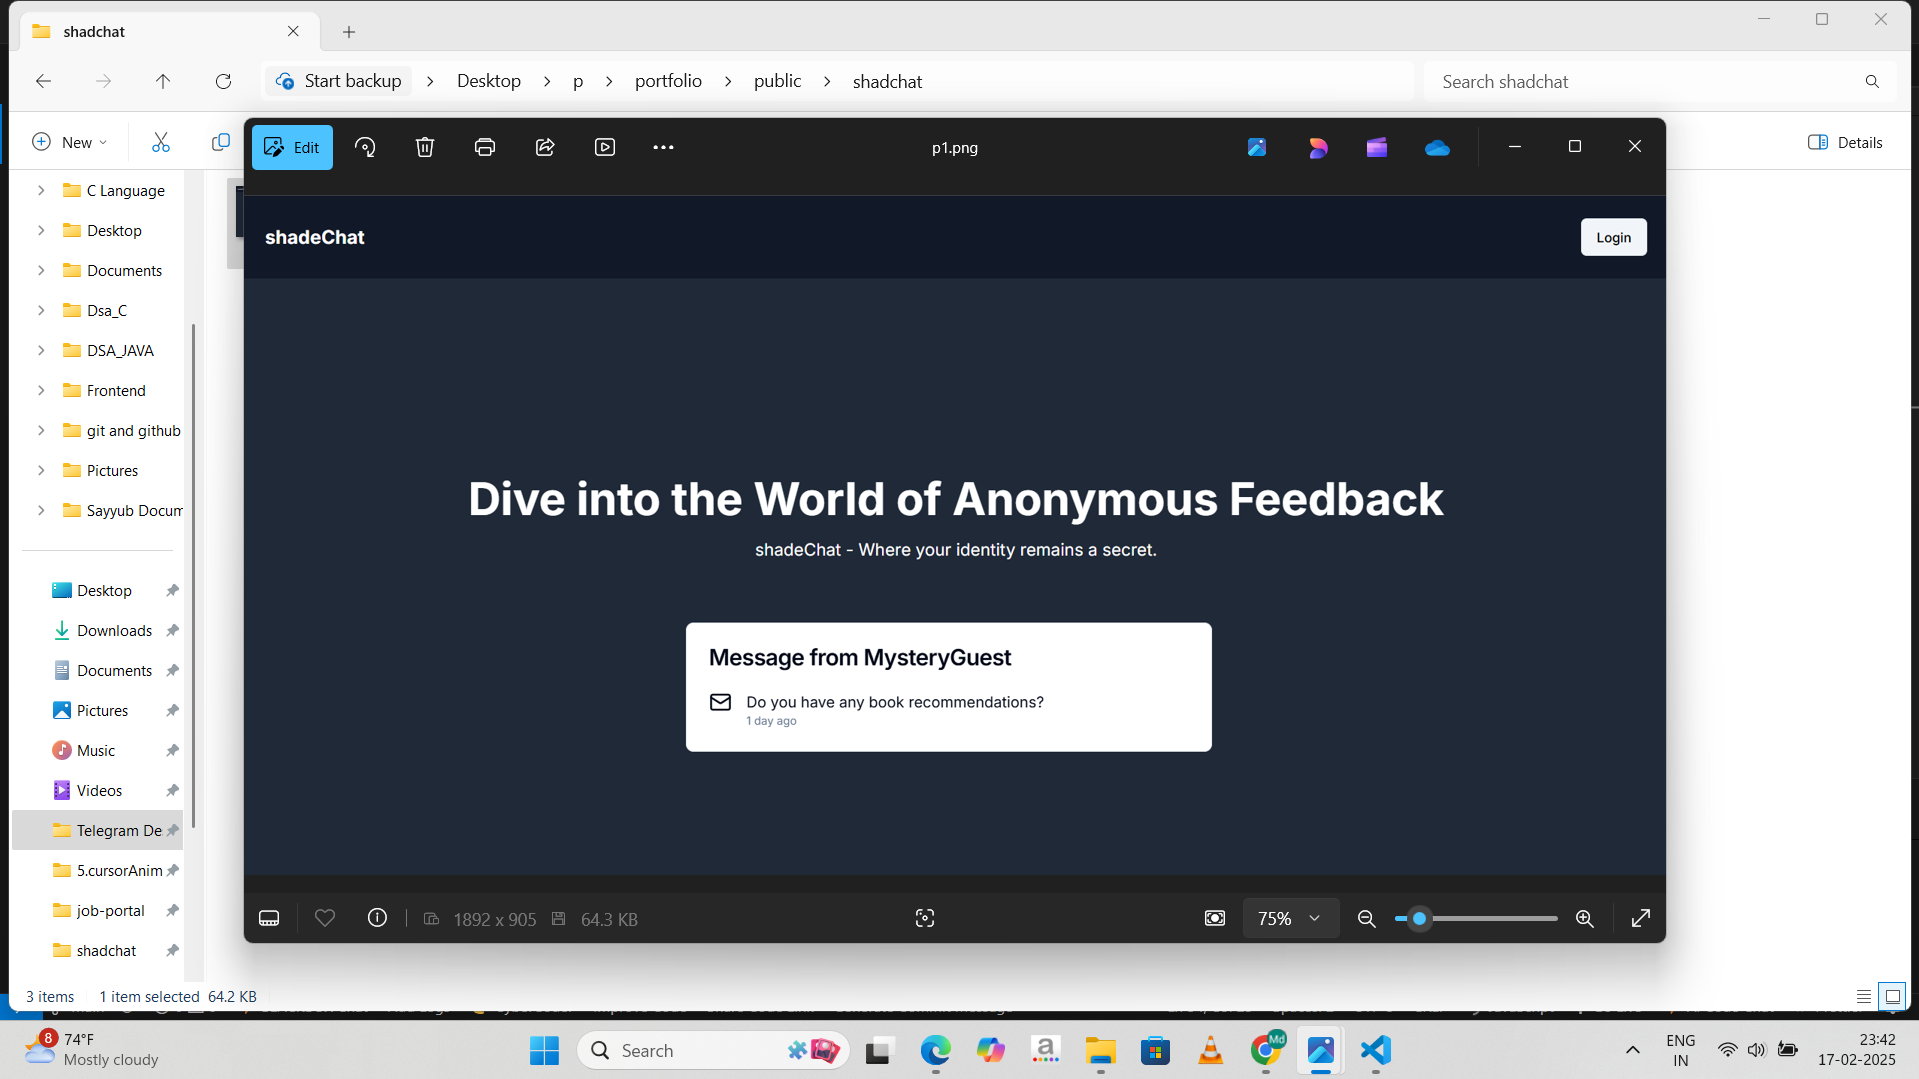 shadchat
Start backup
Desktop
p
portfolio
public
shadchat
Search shadchat
New
Details
Edit
p1.png
shadeChat
Login
Dive into the World of Anonymous Feedback
shadeChat - Where your identity remains a secret.
Message from MysteryGuest
Do you have any book recommendations?
1 day ago
C Language
Desktop
Documents
Dsa_C
DSA_JAVA
Frontend
git and github
Pictures
Sayyub Docum
Desktop
Downloads
Documents
Pictures
Music
Videos
Telegram De
5.cursorAnim
job-portal
shadchat
1892 x 905
64.3 KB
75%
3 items
1 item selected 64.2 KB
8
74°F
Mostly cloudy
Search
a
Md
ENG
IN
23:42
17-02-2025